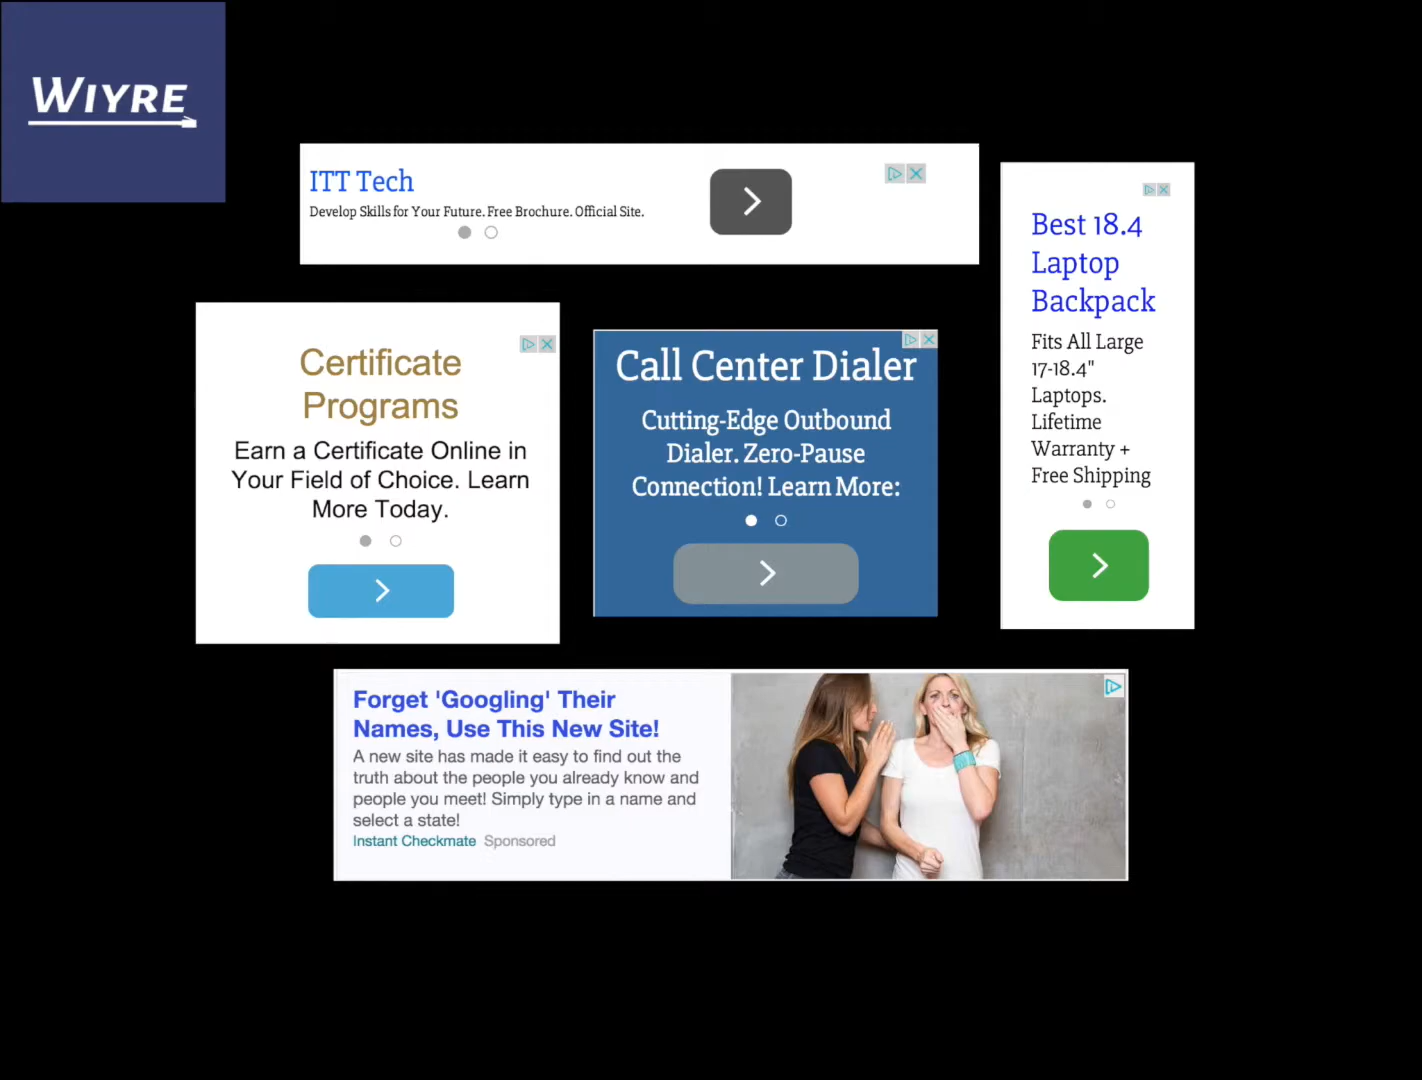 WIYRE
ITT Tech
Develop Skills for Your Future. Free Brochure. Official Site.
Certificate
Programs
Earn a Certificate Online in
Your Field of Choice. Learn
More Today.
Call Center Dialer
Cutting-Edge Outbound
Dialer. Zero-Pause
Connection! Learn More:
Best 18.4
Laptop
Backpack
Fits All Large
17-18.4"
Laptops.
Lifetime
Warranty +
Free Shipping
Forget 'Googling' Their
Names, Use This New Site!
A new site has made it easy to find out the
truth about the people you already know and
people you meet! Simply type in a name and
select a state!
Instant Checkmate Sponsored